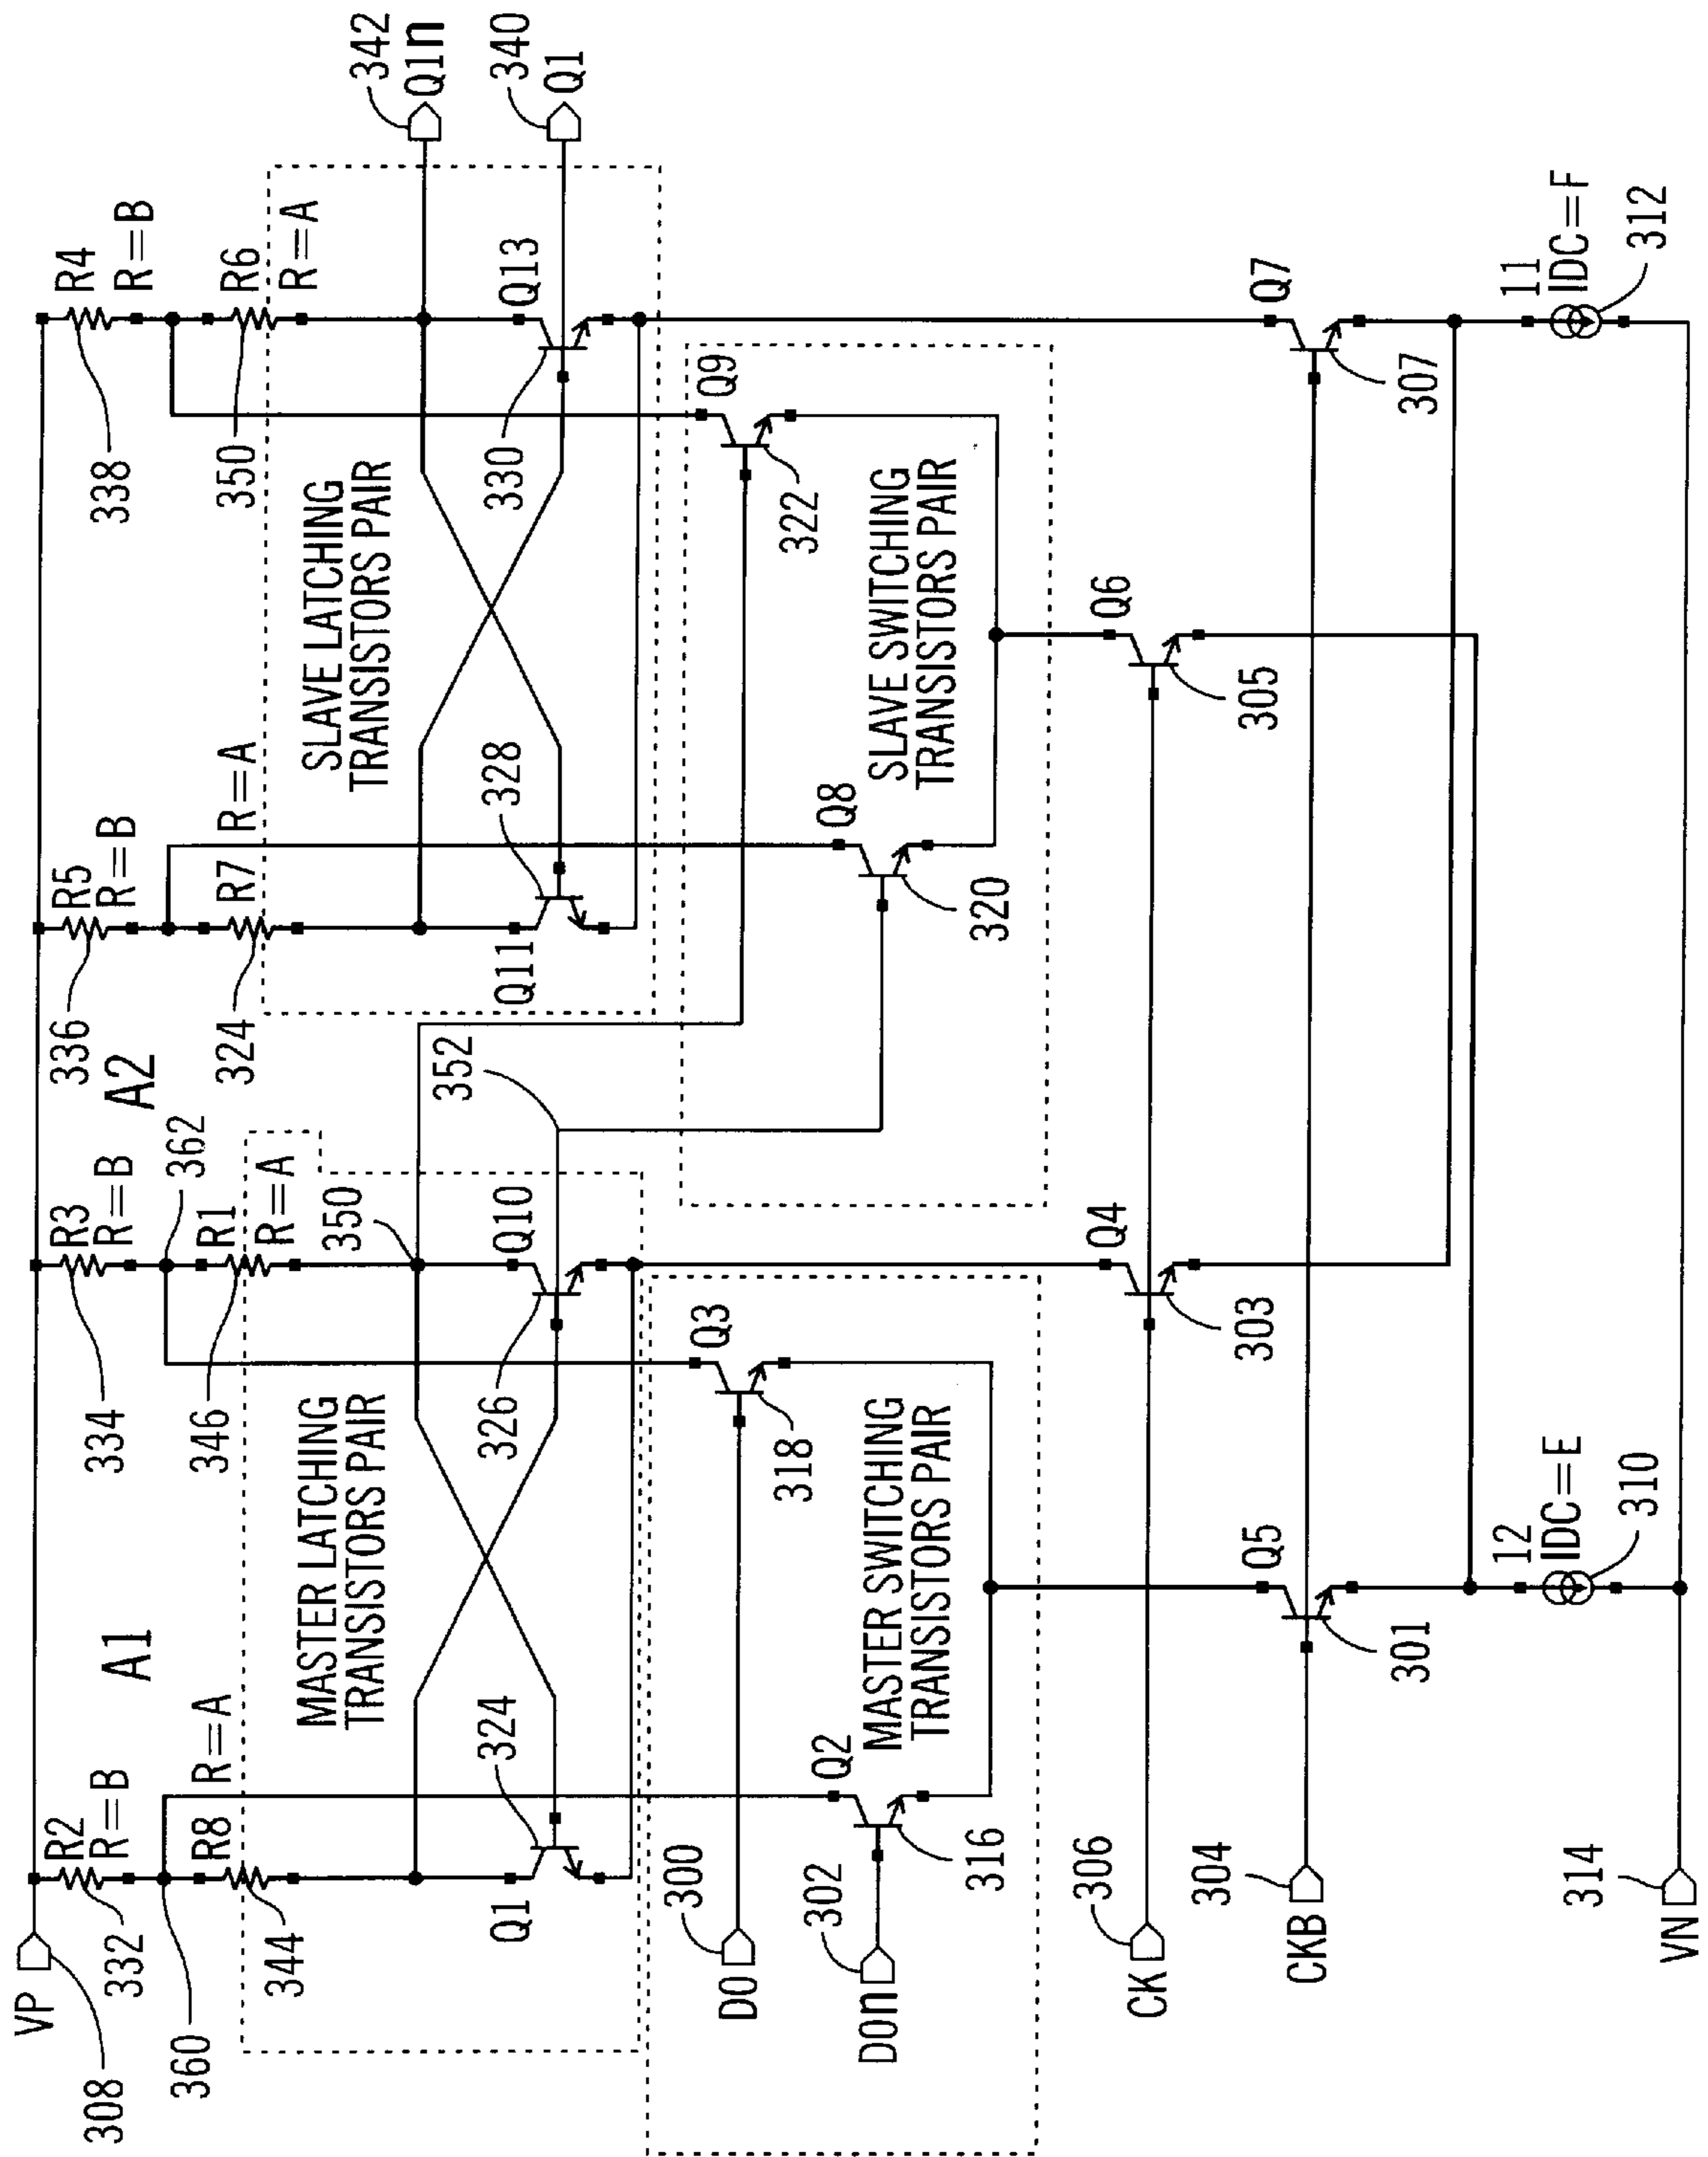 VP
308
R2
R=B
332
360
R8
R=A
344
A1
R3
R=B
334
362
R1
R=A
346
350
A2
R5
R=B
336
R7
R=A
324
R4
R=B
338
R6
R=A
350
342
Q1n
340
Q1
MASTER LATCHING
TRANSISTORS PAIR
Q1
324
Q10
326
352
SLAVE LATCHING
TRANSISTORS PAIR
Q11
328
Q13
330
D0
300
D0n
302
Q2
316
Q3
318
MASTER SWITCHING
TRANSISTORS PAIR
Q8
320
Q9
322
SLAVE SWITCHING
TRANSISTORS PAIR
CK
306
Q4
303
Q6
305
CKB
304
Q5
301
Q7
307
12
IDC=E
310
11
IDC=F
312
VN
314